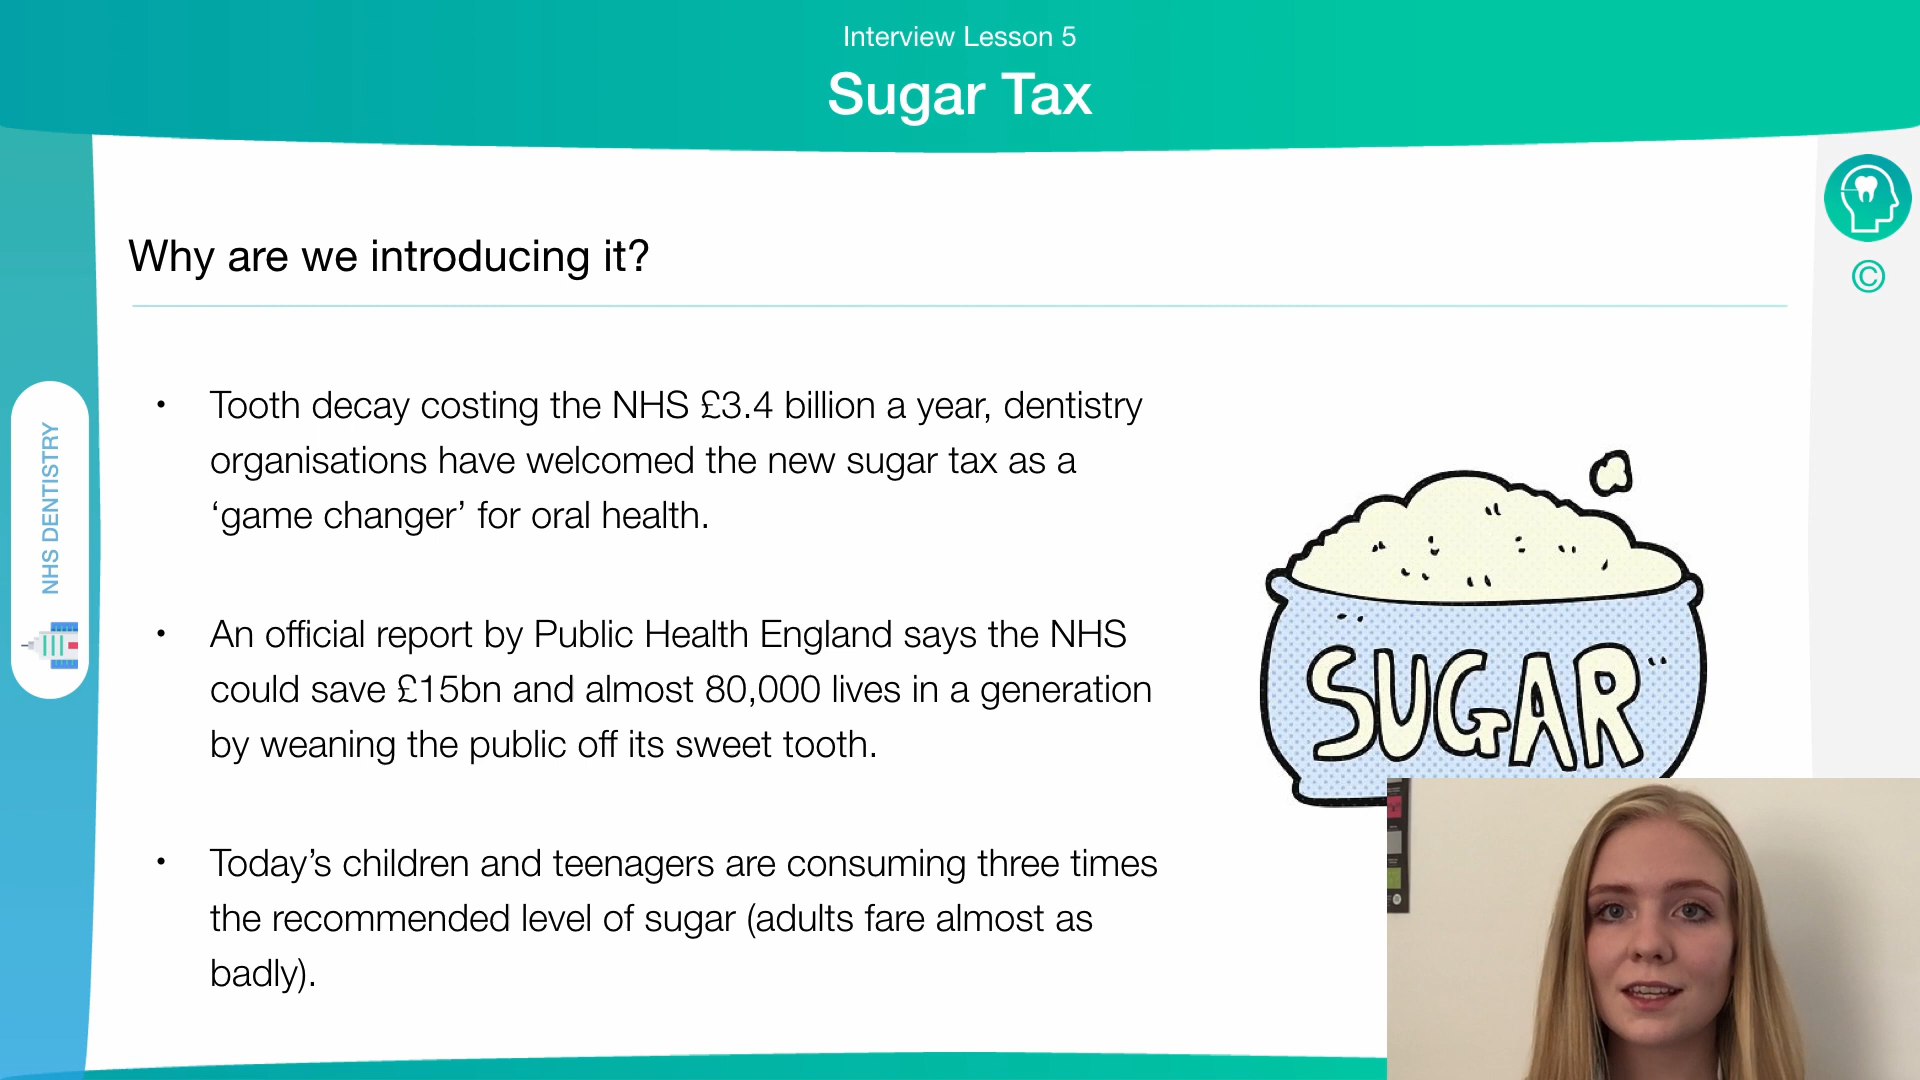 Interview Lesson 5
Sugar Tax
Why are we introducing it?
• Tooth decay costing the NHS £3.4 billion a year, dentistry
organisations have welcomed the new sugar tax as a
‘game changer’ for oral health.
• An official report by Public Health England says the NHS
could save £15bn and almost 80,000 lives in a generation
by weaning the public off its sweet tooth.
• Today’s children and teenagers are consuming three times
the recommended level of sugar (adults fare almost as
badly).
NHS DENTISTRY
SUGAR
©